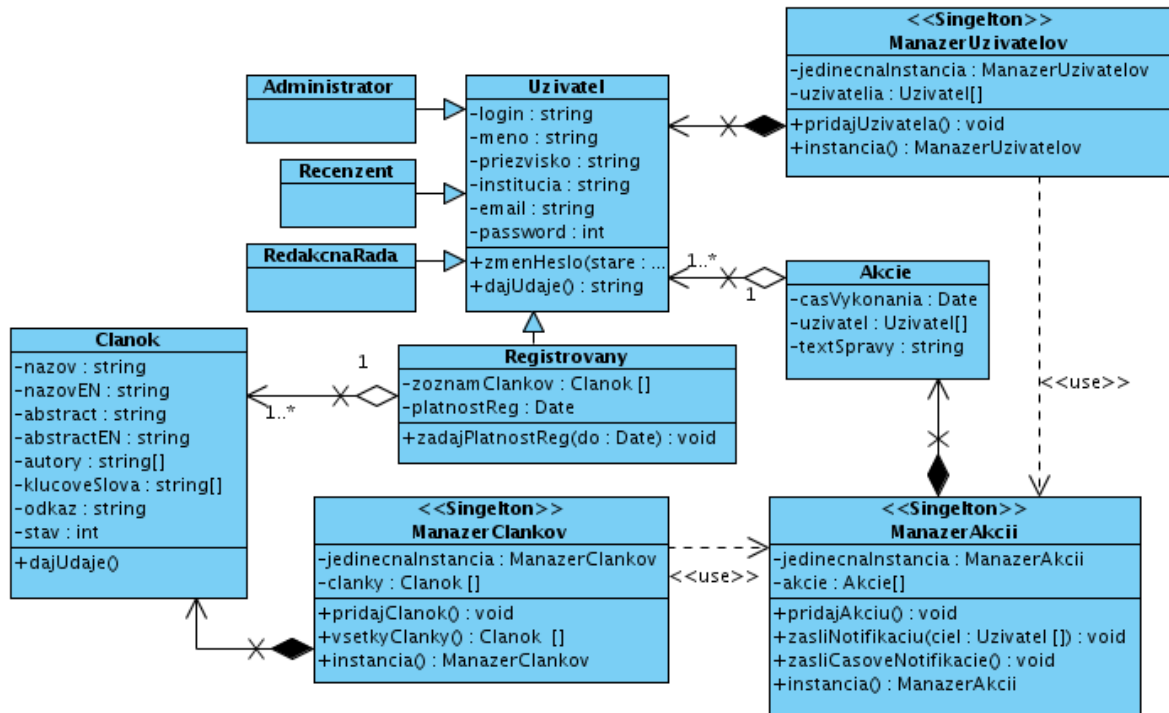 <<Singelton>>
ManazerUzivatelov
-jedinecnaInstancia : ManazerUzivatelov
-uzivatelia : Uzivatel[]
+pridajUzivatela() : void
+instancia() : ManazerUzivatelov
Administrator
Recenzent
RedakcnaRada
Uzivatel
-login : string
-meno : string
-priezvisko : string
-institucia : string
-email : string
-password : int
+zmenHeslo(stare : ...
+dajUdaje() : string
1..*
1
Akcie
-casVykonania : Date
-uzivatel : Uzivatel[]
-textSpravy : string
<<use>>
Clanok
-nazov : string
-nazovEN : string
-abstract : string
-abstractEN : string
-autory : string[]
-klucoveSlova : string[]
-odkaz : string
-stav : int
+dajUdaje()
1
1..*
Registrovany
-zoznamClankov : Clanok []
-platnostReg : Date
+zadajPlatnostReg(do : Date) : void
<<Singelton>>
ManazerClankov
-jedinecnaInstancia : ManazerClankov
-clanky : Clanok []
+pridajClanok() : void
+vsetkyClanky() : Clanok []
+instancia() : ManazerClankov
<<use>>
<<Singelton>>
ManazerAkcii
-jedinecnaInstancia : ManazerAkcii
-akcie : Akcie[]
+pridajAkciu() : void
+zasliNotifikaciu(ciel : Uzivatel []) : void
+zasliCasoveNotifikacie() : void
+instancia() : ManazerAkcii